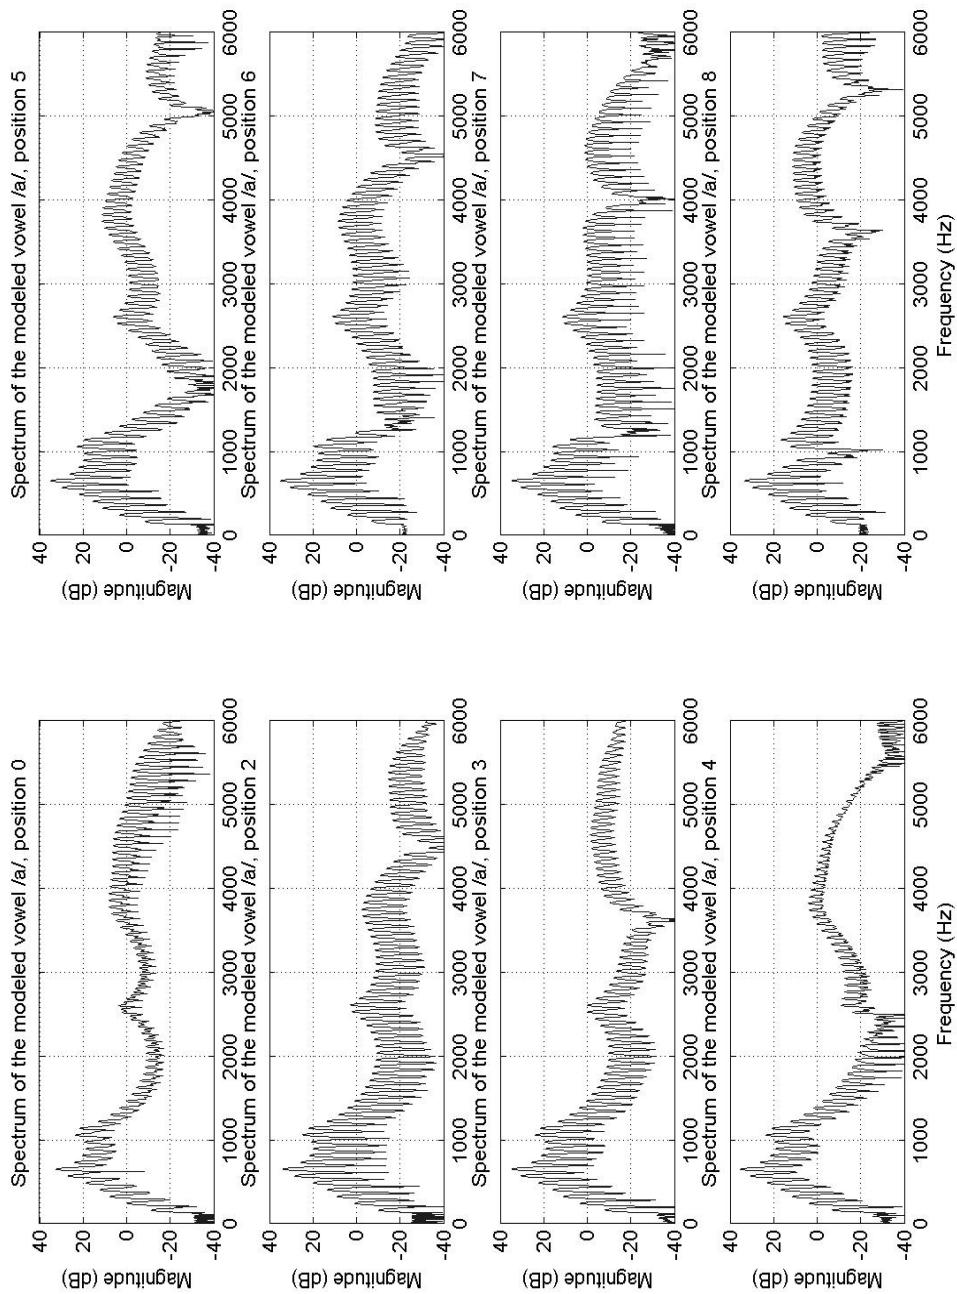 Spectrum of the modeled vowel /a/, position 0
Magnitude (dB)
40
20
0
-20
-40
0 1000 2000 3000 4000 5000 6000
Spectrum of the modeled vowel /a/, position 2
Magnitude (dB)
40
20
0
-20
-40
0 1000 2000 3000 4000 5000 6000
Spectrum of the modeled vowel /a/, position 3
Magnitude (dB)
40
20
0
-20
-40
0 1000 2000 3000 4000 5000 6000
Spectrum of the modeled vowel /a/, position 4
Magnitude (dB)
40
20
0
-20
-40
0 1000 2000 3000 4000 5000 6000
Frequency (Hz)
Spectrum of the modeled vowel /a/, position 5
Magnitude (dB)
40
20
0
-20
-40
0 1000 2000 3000 4000 5000 6000
Spectrum of the modeled vowel /a/, position 6
Magnitude (dB)
40
20
0
-20
-40
0 1000 2000 3000 4000 5000 6000
Spectrum of the modeled vowel /a/, position 7
Magnitude (dB)
40
20
0
-20
-40
0 1000 2000 3000 4000 5000 6000
Spectrum of the modeled vowel /a/, position 8
Magnitude (dB)
40
20
0
-20
-40
0 1000 2000 3000 4000 5000 6000
Frequency (Hz)